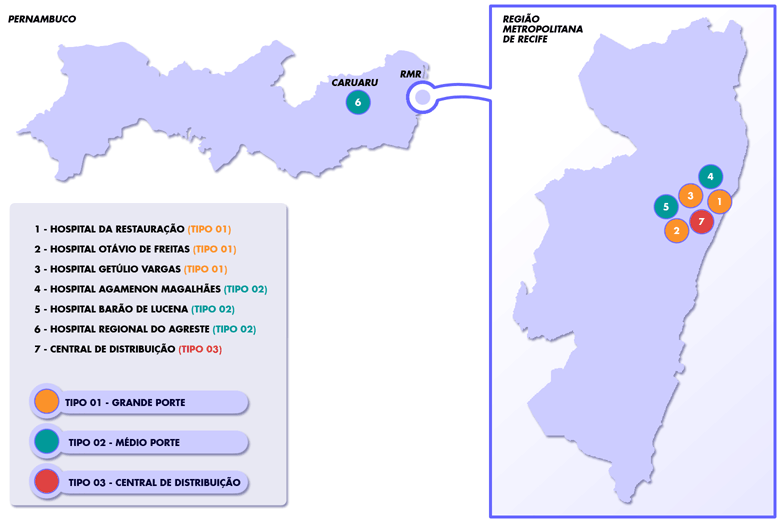 PERNAMBUCO
REGIÃO
METROPOLITANA
DE RECIFE
RMR
CARUARU
6
4
3
1
5
7
2
1 - HOSPITAL DA RESTAURAÇÃO (TIPO 01)
2 - HOSPITAL OTÁVIO DE FREITAS (TIPO 01)
3 - HOSPITAL GETÚLIO VARGAS (TIPO 01)
4 - HOSPITAL AGAMENON MAGALHÃES (TIPO 02)
5 - HOSPITAL BARÃO DE LUCENA (TIPO 02)
6 - HOSPITAL REGIONAL DO AGRESTE (TIPO 02)
7 - CENTRAL DE DISTRIBUIÇÃO (TIPO 03)
TIPO 01 - GRANDE PORTE
TIPO 02 - MÉDIO PORTE
TIPO 03 - CENTRAL DE DISTRIBUIÇÃO